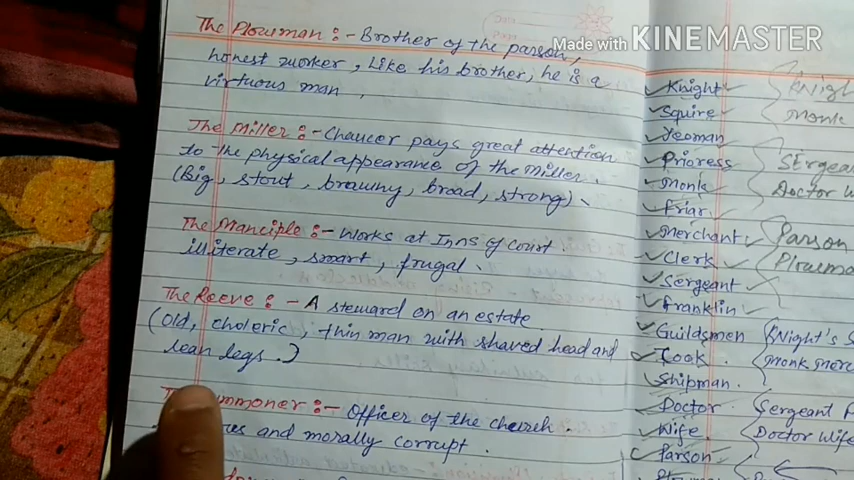 The Plowman :- Brother of the parson,
honest worker, Like his brother, he is a
virtuous man.
The Miller :- Chaucer pays great attention
to the physical appearance of the miller.
(Big, stout, brawny, broad, strong).
The Manciple :- Works at Inns of court.
illiterate, smart, frugal.
The Reeve :- A steward on an estate.
(Old, choleric, thin man with shaved head and
lean legs.)
Summoner :- Officer of the church.
and morally corrupt.
Made with KINEMASTER
Knight
Squire
Yeoman
Prioress
Monk
Friar
Merchant
Clerk
Sergeant
Franklin
Guildsmen
Cook
Shipman.
Doctor.
Wife.
Parson
Knigh
Monk
Sergea
Doctor W
Parson
Plowma
Knight's S
Monk Mer
Sergeant P
Doctor Wife